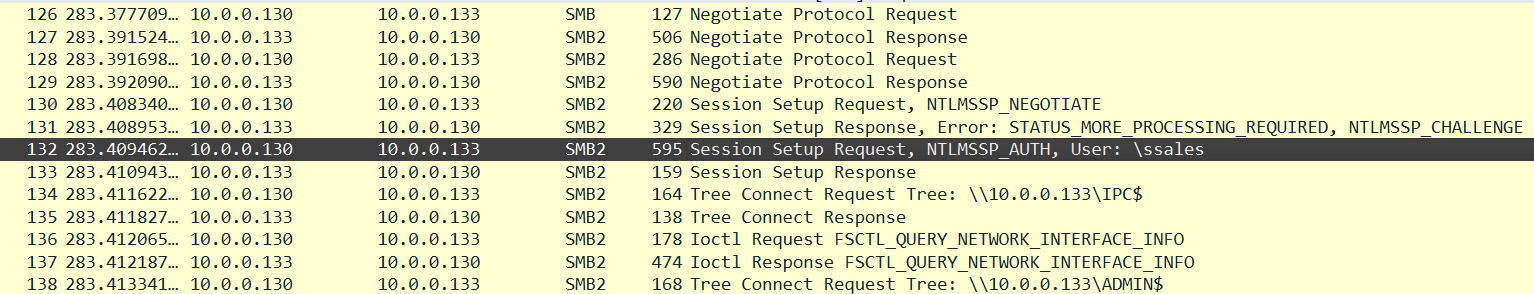 126 283.377709… 10.0.0.130 10.0.0.133 SMB 127 Negotiate Protocol Request
127 283.391524… 10.0.0.133 10.0.0.130 SMB2 506 Negotiate Protocol Response
128 283.391698… 10.0.0.130 10.0.0.133 SMB2 286 Negotiate Protocol Request
129 283.392090… 10.0.0.133 10.0.0.130 SMB2 590 Negotiate Protocol Response
130 283.408340… 10.0.0.130 10.0.0.133 SMB2 220 Session Setup Request, NTLMSSP_NEGOTIATE
131 283.408953… 10.0.0.133 10.0.0.130 SMB2 329 Session Setup Response, Error: STATUS_MORE_PROCESSING_REQUIRED, NTLMSSP_CHALLENGE
132 283.409462… 10.0.0.130 10.0.0.133 SMB2 595 Session Setup Request, NTLMSSP_AUTH, User: \ssales
133 283.410943… 10.0.0.133 10.0.0.130 SMB2 159 Session Setup Response
134 283.411622… 10.0.0.130 10.0.0.133 SMB2 164 Tree Connect Request Tree: \\10.0.0.133\IPC$
135 283.411827… 10.0.0.133 10.0.0.130 SMB2 138 Tree Connect Response
136 283.412065… 10.0.0.130 10.0.0.133 SMB2 178 Ioctl Request FSCTL_QUERY_NETWORK_INTERFACE_INFO
137 283.412187… 10.0.0.133 10.0.0.130 SMB2 474 Ioctl Response FSCTL_QUERY_NETWORK_INTERFACE_INFO
138 283.413341… 10.0.0.130 10.0.0.133 SMB2 168 Tree Connect Request Tree: \\10.0.0.133\ADMIN$